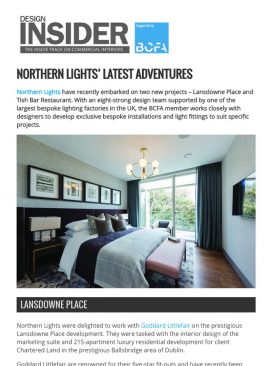 DESIGN
INSIDER
THE INSIDE TRACK ON COMMERCIAL INTERIORS
Supported by
BCFA
NORTHERN LIGHTS' LATEST ADVENTURES
Northern Lights have recently embarked on two new projects – Lansdowne Place and
Tish Bar Restaurant. With an eight-strong design team supported by one of the
largest bespoke lighting factories in the UK, the BCFA member works closely with
designers to develop exclusive bespoke installations and light fittings to suit specific
projects.
LANSDOWNE PLACE
Northern Lights were delighted to work with Goddard Littlefair on the prestigious
Lansdowne Place development. They were tasked with the interior design of the
marketing suite and 215-apartment luxury residential development for client
Chartered Land in the prestigious Ballsbridge area of Dublin.
Goddard Littlefair are renowned for their five-star fit-outs and have recently been